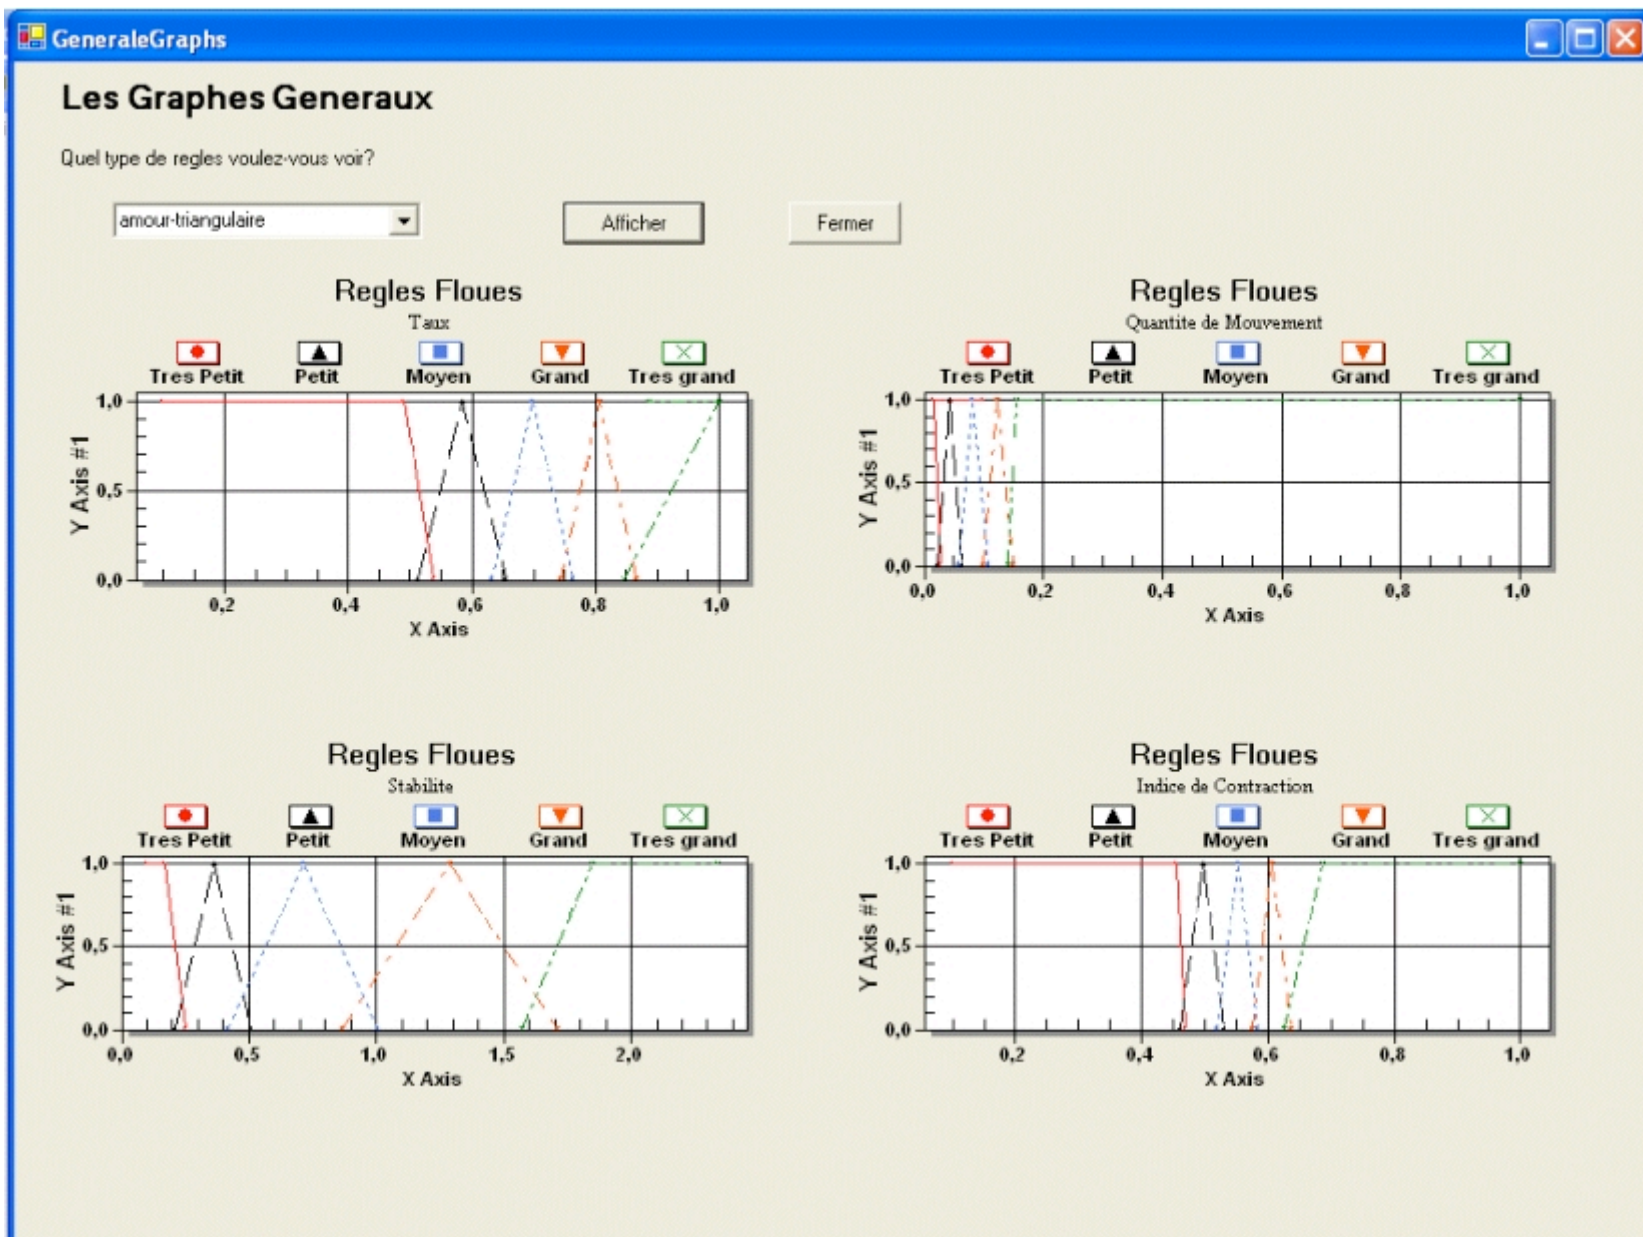 GeneraleGraphs
Les Graphes Generaux
Quel type de regles voulez-vous voir?
amour-triangulaire
Afficher
Fermer
Regles Floues
Taux
Tres Petit Petit Moyen Grand Tres grand
1,0
0,5
0,0
Y Axis #1
0,2 0,4 0,6 0,8 1,0
X Axis
Regles Floues
Quantite de Mouvement
Tres Petit Petit Moyen Grand Tres grand
1,0
0,5
0,0
Y Axis #1
0,0 0,2 0,4 0,6 0,8 1,0
X Axis
Regles Floues
Stabilite
Tres Petit Petit Moyen Grand Tres grand
1,0
0,5
0,0
Y Axis #1
0,0 0,5 1,0 1,5 2,0
X Axis
Regles Floues
Indice de Contraction
Tres Petit Petit Moyen Grand Tres grand
1,0
0,5
0,0
Y Axis #1
0,2 0,4 0,6 0,8 1,0
X Axis